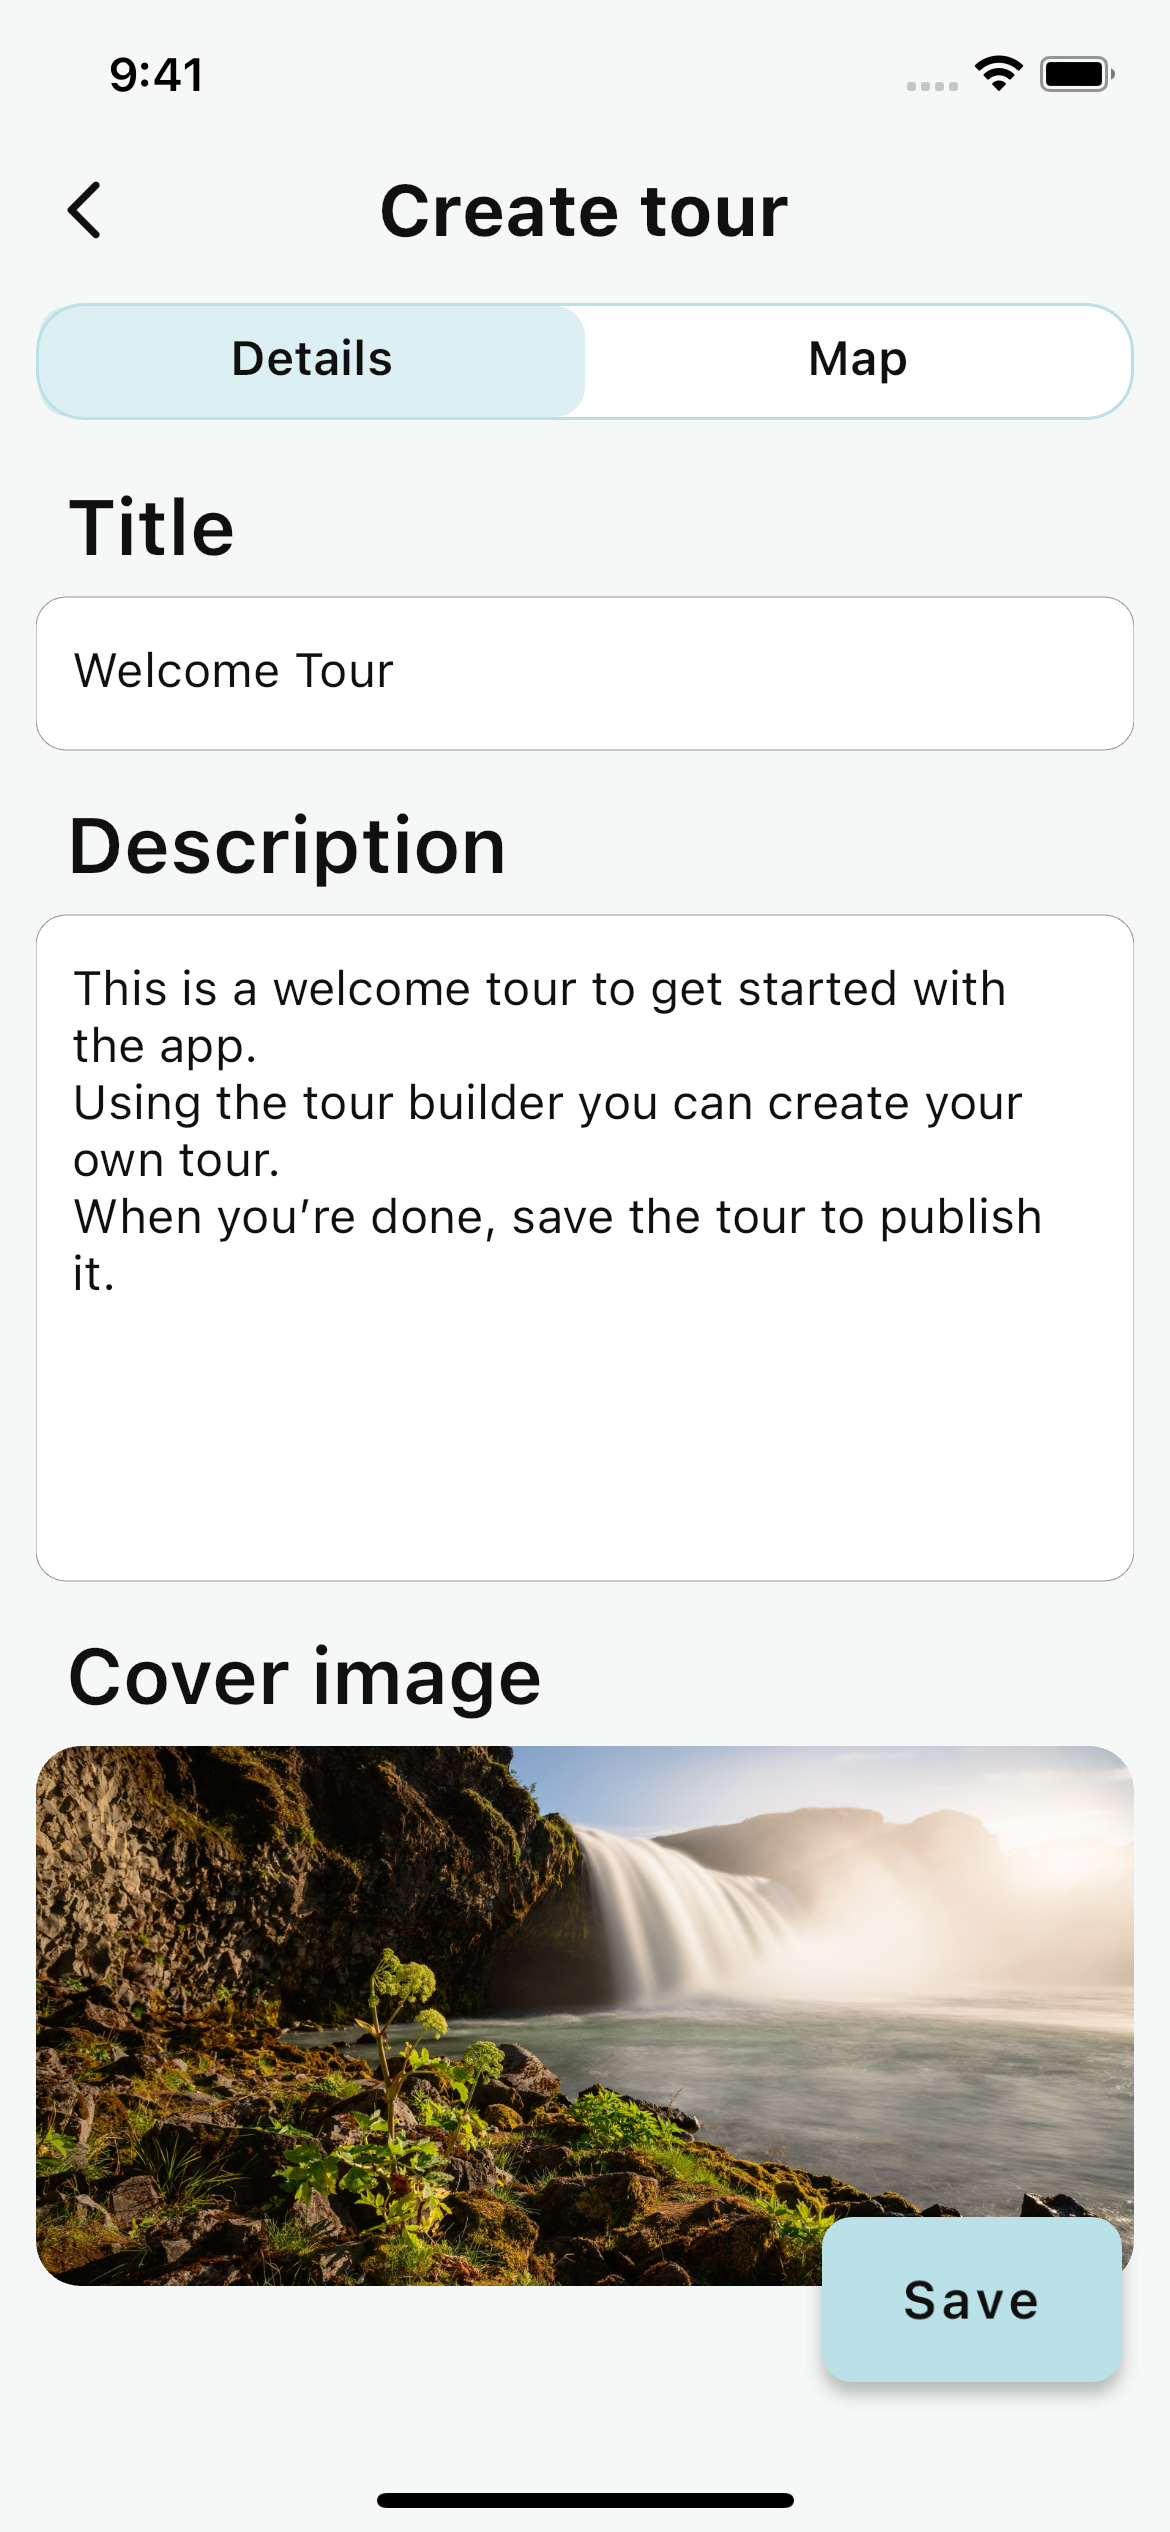 9:41
Create tour
Details
Map
Title
Welcome Tour
Description
This is a welcome tour to get started with
the app.
Using the tour builder you can create your
own tour.
When you’re done, save the tour to publish
it.
Cover image
Save